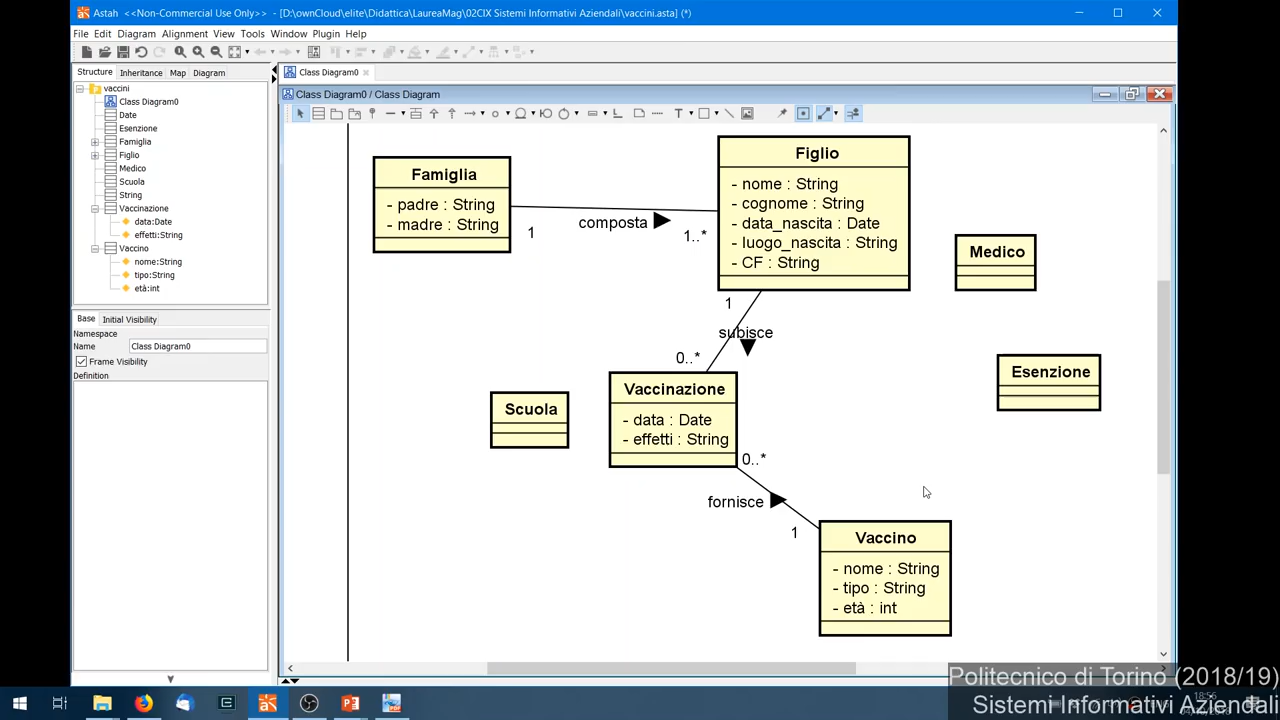 Astah <<Non-Commercial Use Only>> - [D:\ownCloud\elite\Didattica\LaureaMag\02CIX Sistemi Informativi Aziendali\vaccini.asta] (*)
File Edit Diagram Alignment View Tools Window Plugin Help
Structure Inheritance Map Diagram
vaccini
Class Diagram0
Date
Esenzione
Famiglia
Figlio
Medico
Scuola
String
Vaccinazione
data:Date
effetti:String
Vaccino
nome:String
tipo:String
età:int
Base Initial Visibility
Namespace
Name Class Diagram0
Frame Visibility
Definition
Class Diagram0
Class Diagram0 / Class Diagram
Famiglia
- padre : String
- madre : String
1
composta
1..*
Figlio
- nome : String
- cognome : String
- data_nascita : Date
- luogo_nascita : String
- CF : String
Medico
1
subisce
0..*
Esenzione
Scuola
Vaccinazione
- data : Date
- effetti : String
0..*
fornisce
1
Vaccino
- nome : String
- tipo : String
- età : int
Politecnico di Torino (2018/19)
Sistemi Informativi Aziendali